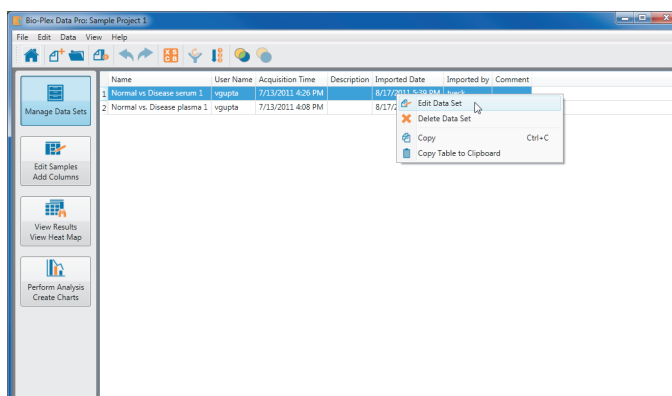 Bio-Plex Data Pro: Sample Project 1
File Edit Data View Help
Name User Name Acquisition Time Description Imported Date Imported by Comment
1 Normal vs Disease serum 1 vgupta 7/13/2011 4:26 PM 8/17/2011 5:39 PM tveck
2 Normal vs. Disease plasma 1 vgupta 7/13/2011 4:08 PM 8/17/2
Edit Data Set
Delete Data Set
Copy Ctrl+C
Copy Table to Clipboard
Manage Data Sets
Edit Samples
Add Columns
View Results
View Heat Map
Perform Analysis
Create Charts